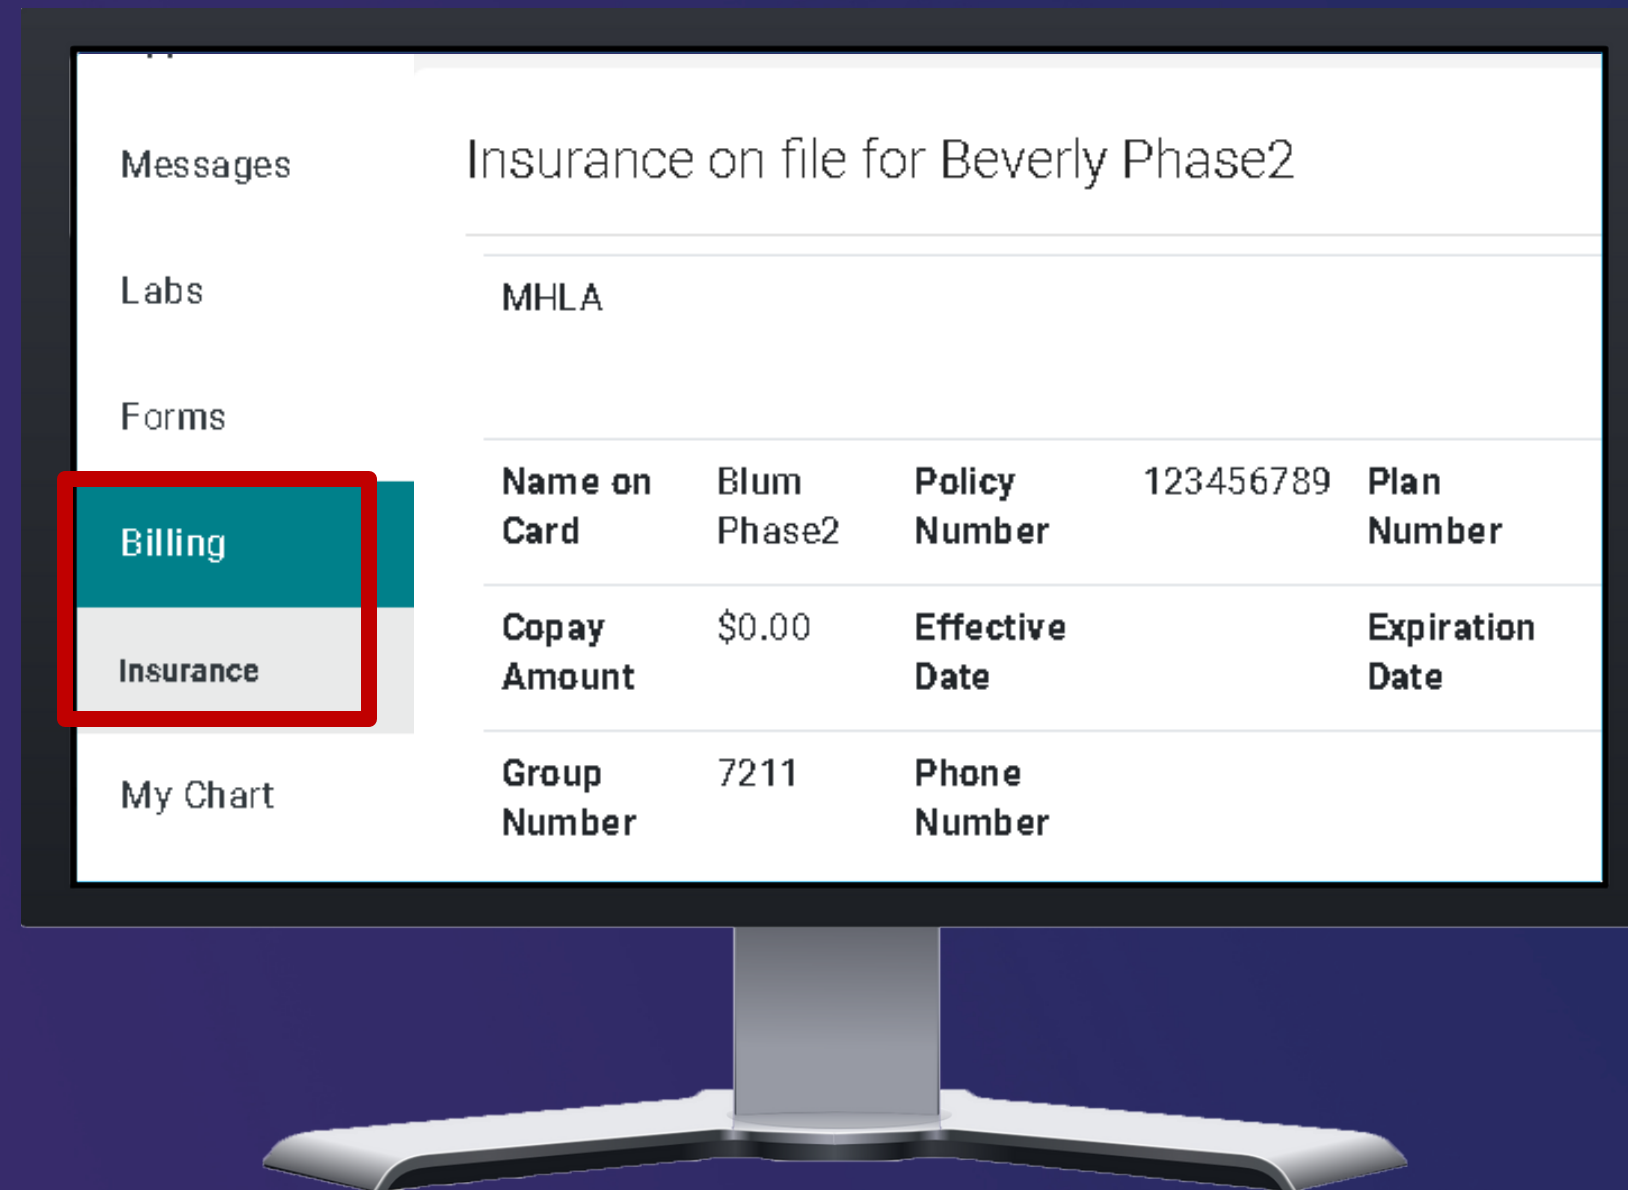 Messages
Labs
Forms
Billing
Insurance
My Chart
Insurance on file for Beverly Phase2
MHLA
Name on Card Blum Phase2 Policy Number 123456789 Plan Number
Copay Amount $0.00 Effective Date Expiration Date
Group Number 7211 Phone Number